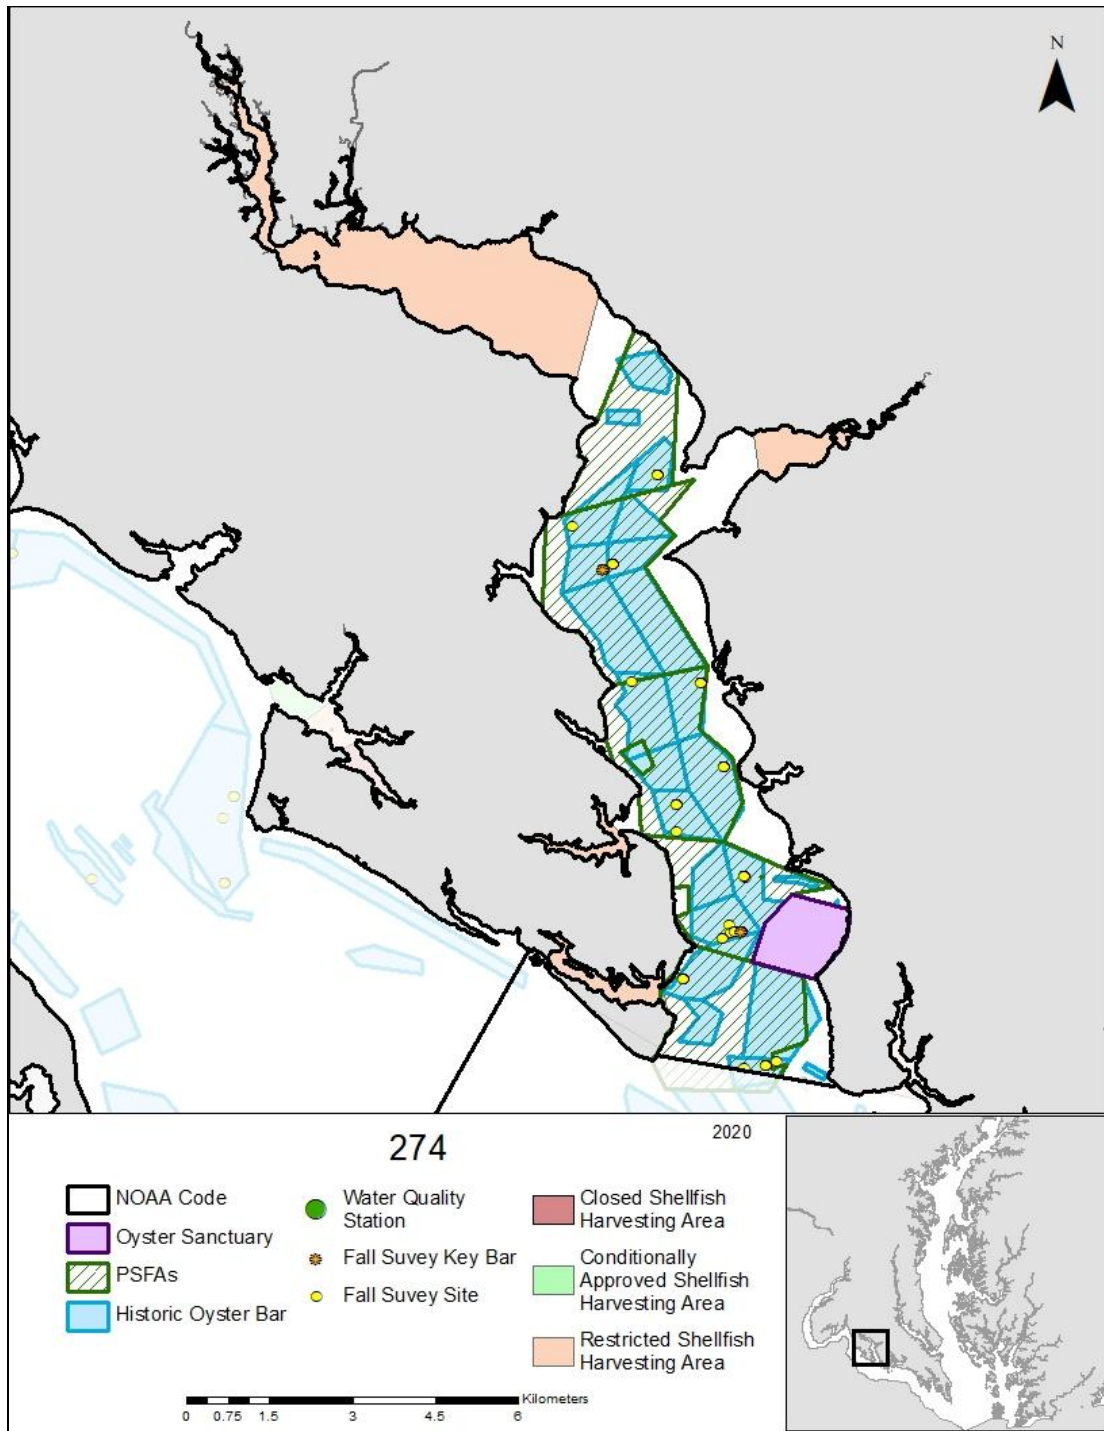 N
274
2020
NOAA Code
Oyster Sanctuary
PSFAs
Historic Oyster Bar
Water Quality
Station
Fall Suvey Key Bar
Fall Suvey Site
Closed Shellfish
Harvesting Area
Conditionally
Approved Shellfish
Harvesting Area
Restricted Shellfish
Harvesting Area
Kilometers
0 0.75 1.5 3 4.5 6